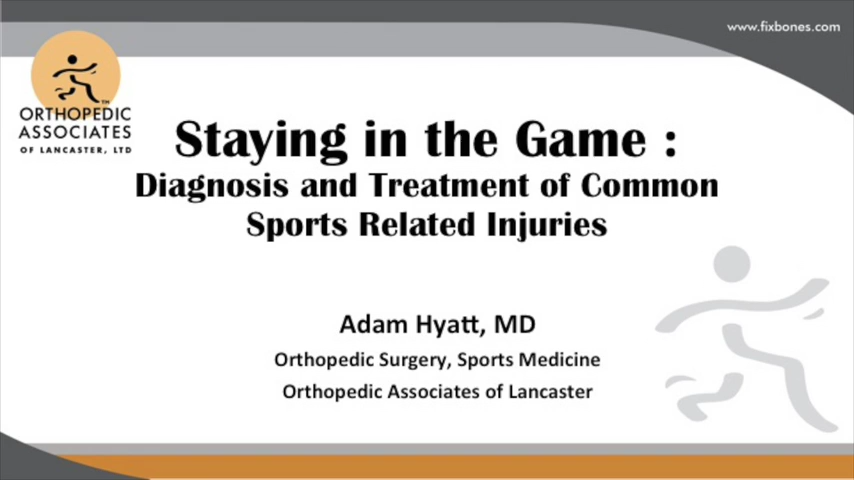 www.fixbones.com
TM
ORTHOPEDIC
ASSOCIATES
OF LANCASTER, LTD
Staying in the Game :
Diagnosis and Treatment of Common
Sports Related Injuries
Adam Hyatt, MD
Orthopedic Surgery, Sports Medicine
Orthopedic Associates of Lancaster